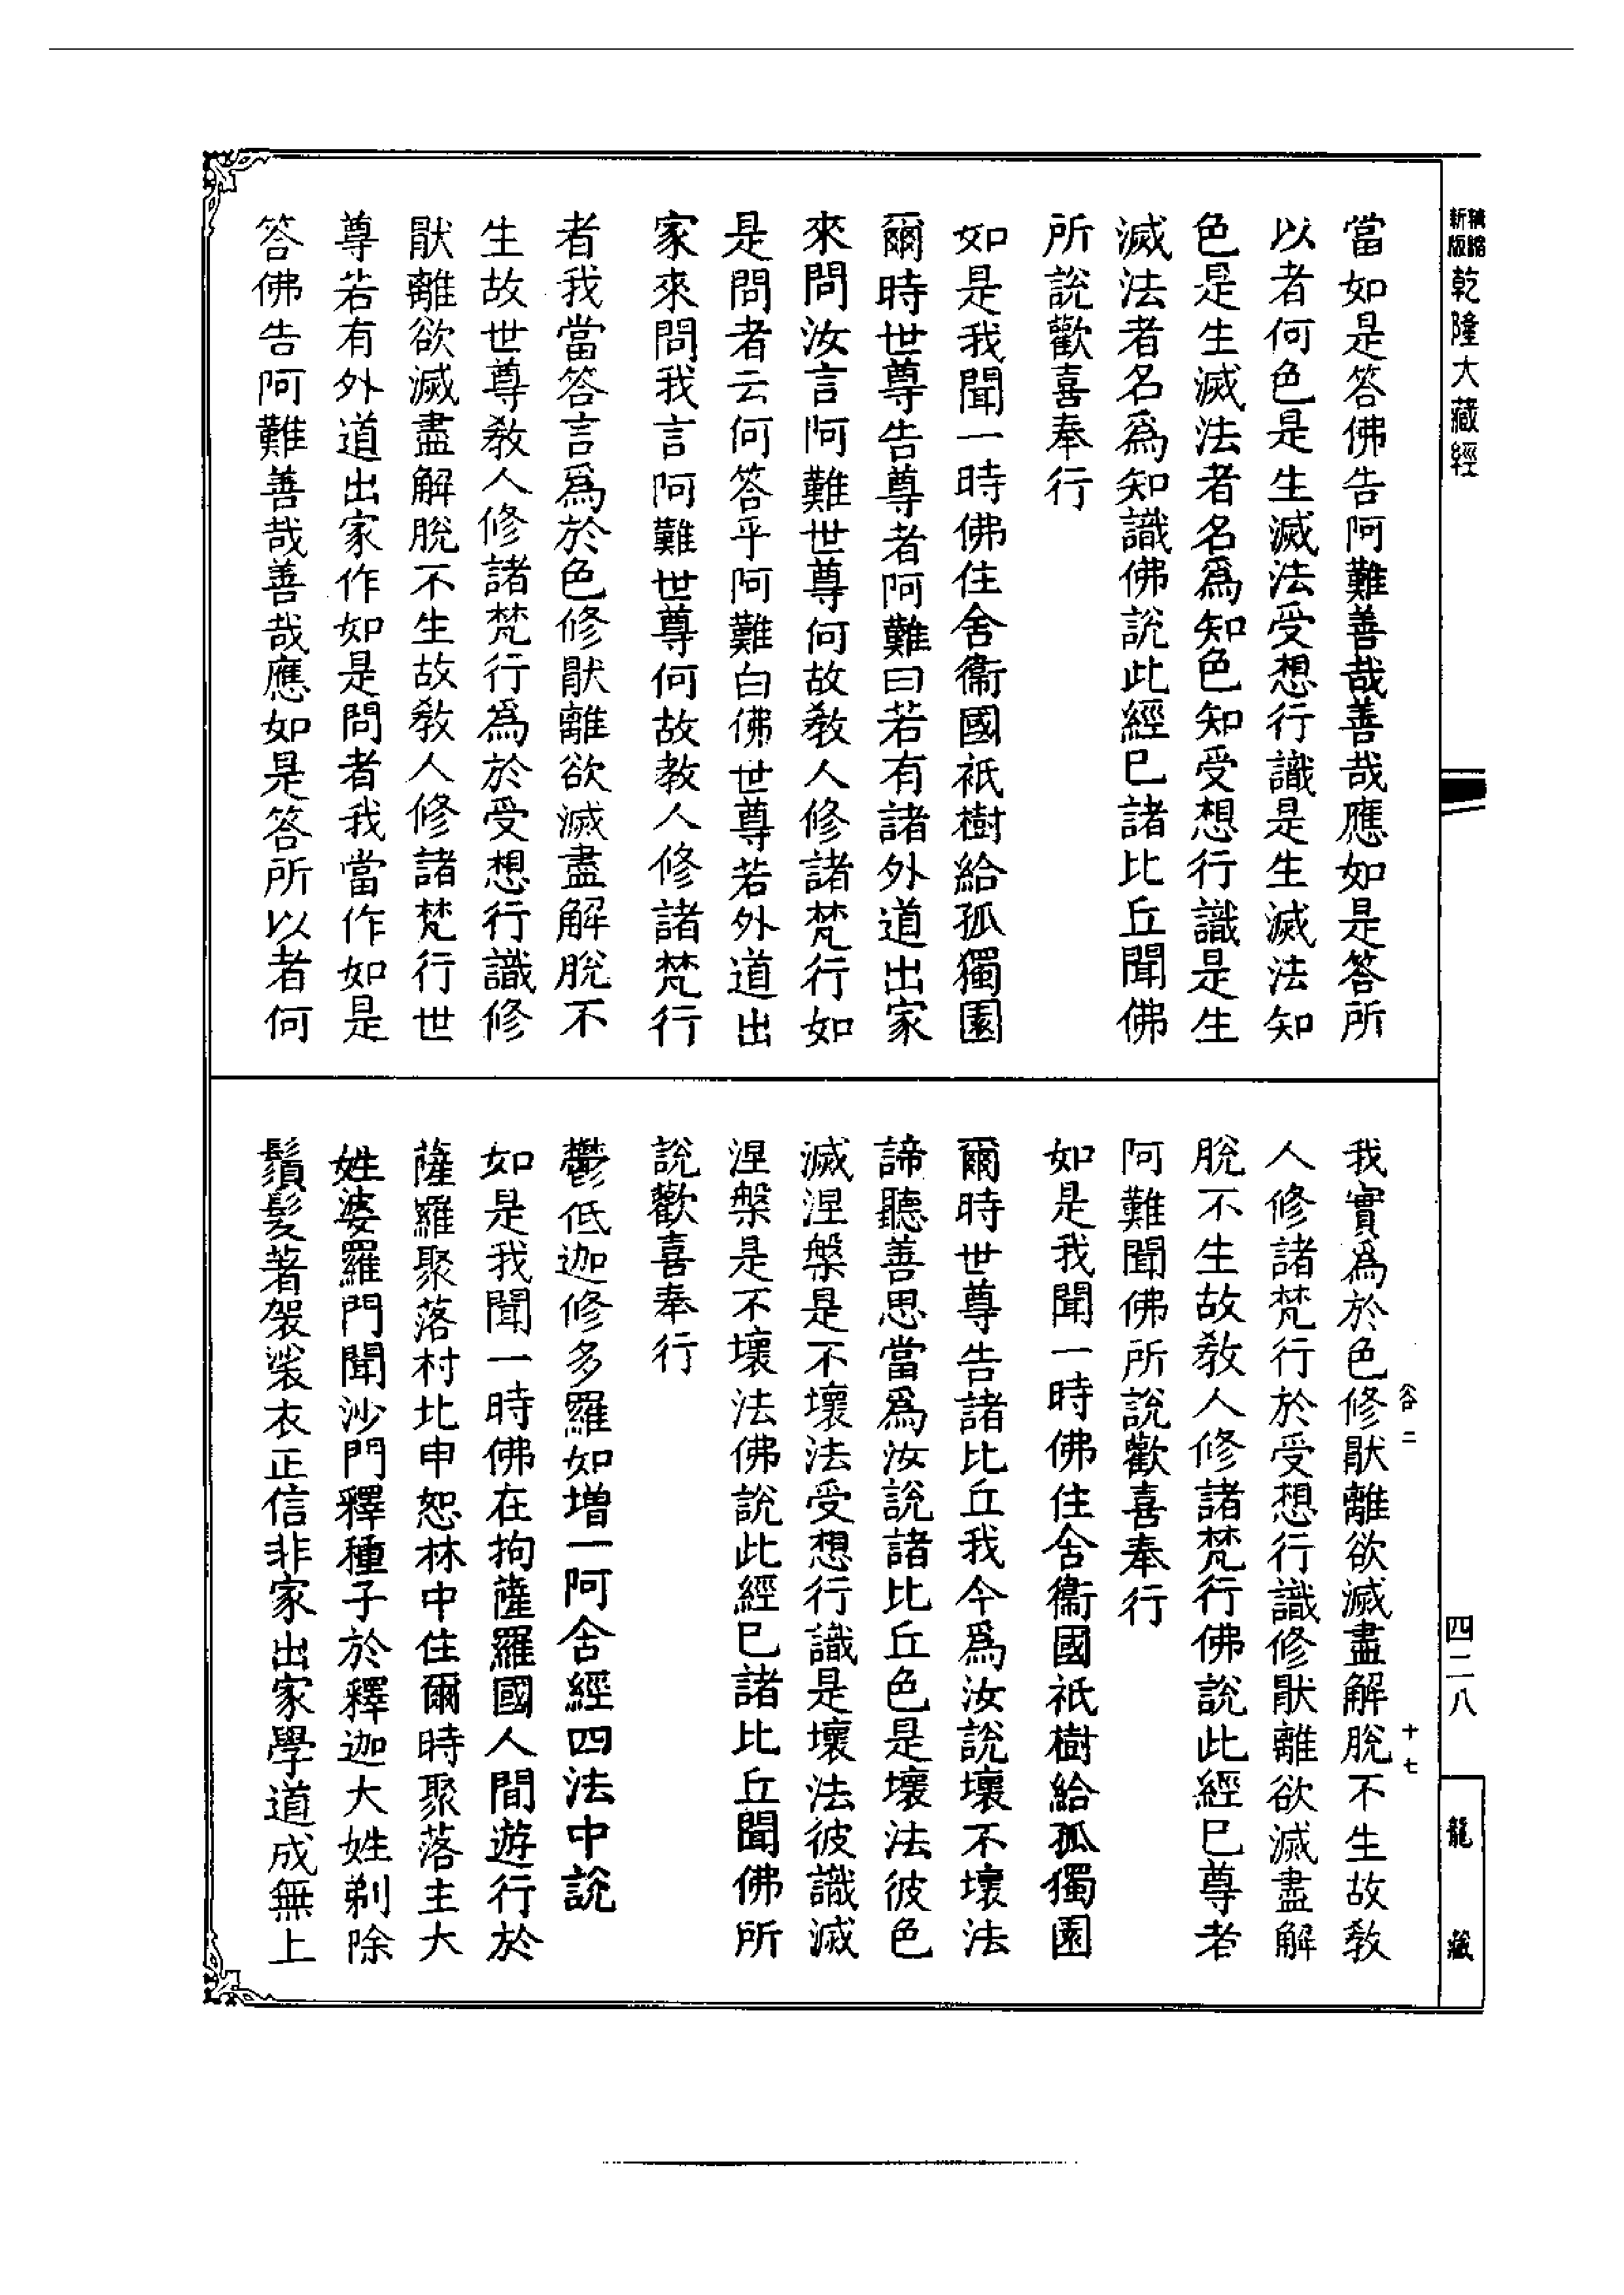 新版精縮乾隆大藏經
當如是答佛告阿難善哉善哉應如是答所
以者何色是生滅法受想行識是生滅法知
色是生滅法者名爲知色知受想行識是生
滅法者名爲知識佛說此經已諸比丘聞佛
所說歡喜奉行
如是我聞一時佛住舍衞國祇樹給孤獨園
爾時世尊告尊者阿難曰若有諸外道出家
來問汝言阿難世尊何故敎人修諸梵行如
是問者云何答乎阿難白佛世尊若外道出
家來問我言阿難世尊何故教人修諸梵行
者我當答言爲於色修猒離欲滅盡解脫不
生故世尊敎人修諸梵行爲於受想行識修
猒離欲滅盡解脫不生故敎人修諸梵行世
尊若有外道出家作如是問者我當作如是
答佛告阿難善哉善哉應如是答所以者何
我實爲於色修猒離欲滅盡解脫不生故敎
人修諸梵行於受想行識修猒離欲滅盡解
脫不生故敎人修諸梵行佛說此經已尊者
阿難聞佛所說歡喜奉行
如是我聞一時佛住舍衞國祇樹給孤獨園
爾時世尊告諸比丘我今爲汝說壞不壞法
諦聽善思當爲汝說諸比丘色是壞法彼色
滅涅槃是不壞法受想行識是壞法彼識滅
涅槃是不壞法佛說此經已諸比丘聞佛所
說歡喜奉行
鬱低迦修多羅如增一阿含經四法中說
如是我聞一時佛在拘薩羅國人間遊行於
薩羅聚落村北申恕林中住爾時聚落主大
姓婆羅門聞沙門釋種子於釋迦大姓剃除
鬚髮著袈裟衣正信非家出家學道成無上
谷二
十七
四二八
龍藏